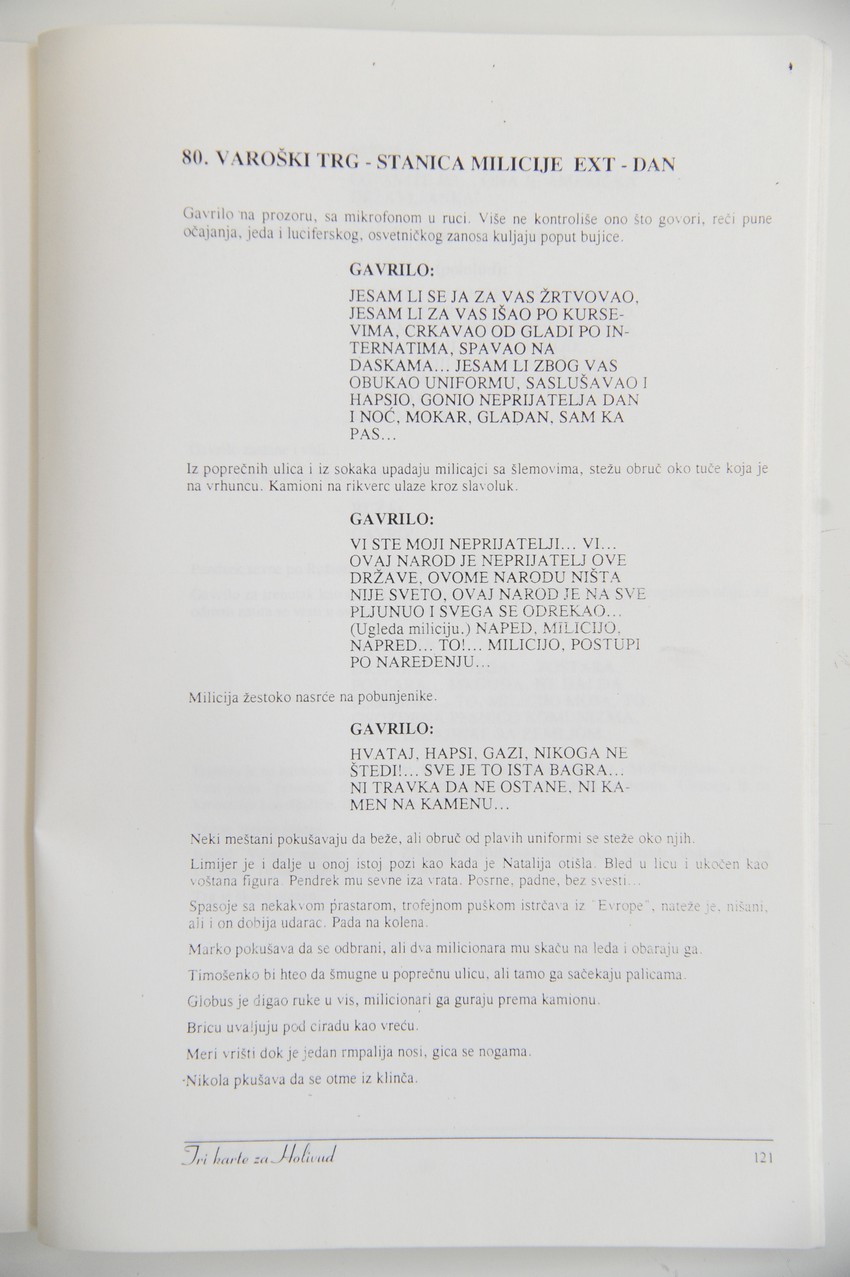 80. VAROŠKI TRG - STANICA MILICIJE EXT - DAN
Gavrilo na prozoru, sa mikrofonom u ruci. Više ne kontroliše ono što govori, reči pune
očajanja, jeda i luciferskog, osvetničkog zanosa kuljaju poput bujice.
GAVRILO:
JESAM LI SE JA ZA VAS ŽRTVOVAO,
JESAM LI ZA VAS IŠAO PO KURSE-
VIMA, CRKAVAO OD GLADI PO IN-
TERNATIMA, SPAVAO NA
DASKAMA... JESAM LI ZBOG VAS
OBUKAO UNIFORMU, SASLUŠAVAO I
HAPSIO, GONIO NEPRIJATELJA DAN
I NOĆ, MOKAR, GLADAN, SAM KA
PAS...
Iz poprečnih ulica i iz sokaka upadaju milicajci sa šlemovima, stežu obruč oko tuče koja je
na vrhuncu. Kamioni na rikverc ulaze kroz slavoluk.
GAVRILO:
VI STE MOJI NEPRIJATELJI... VI...
OVAJ NAROD JE NEPRIJATELJ OVE
DRŽAVE, OVOME NARODU NIŠTA
NIJE SVETO, OVAJ NAROD JE NA SVE
PLJUNUO I SVEGA SE ODREKAO...
(Ugleda miliciju.) NAPED, MILICIJO,
NAPRED... TO!... MILICIJO, POSTUPI
PO NAREĐENJU...
Milicija žestoko nasrće na pobunjenike.
GAVRILO:
HVATAJ, HAPSI, GAZI, NIKOGA NE
ŠTEDI!... SVE JE TO ISTA BAGRA...
NI TRAVKA DA NE OSTANE, NI KA-
MEN NA KAMENU...
Neki meštani pokušavaju da beže, ali obruč od plavih uniformi se steže oko njih.
Limijer je i dalje u onoj istoj pozi kao kada je Natalija otišla. Bled u licu i ukočen kao
voštana figura. Pendrek mu sevne iza vrata. Posrne, padne, bez svesti...
Spasoje sa nekakvom prastarom, trofejnom puškom istrčava iz "Evrope", nateže je, nišani,
ali i on dobija udarac. Pada na kolena.
Marko pokušava da se odbrani, ali dva milicionara mu skaču na leđa i obaraju ga.
Timošenko bi hteo da šmugne u poprečnu ulicu, ali tamo ga sačekaju palicama.
Globus je digao ruke u vis, milicionari ga guraju prema kamionu.
Bricu uvaljuju pod ciradu kao vreću.
Meri vrišti dok je jedan rmpalija nosi, gica se nogama.
Nikola pkušava da se otme iz klinča.
Tri karte za Holivud 121